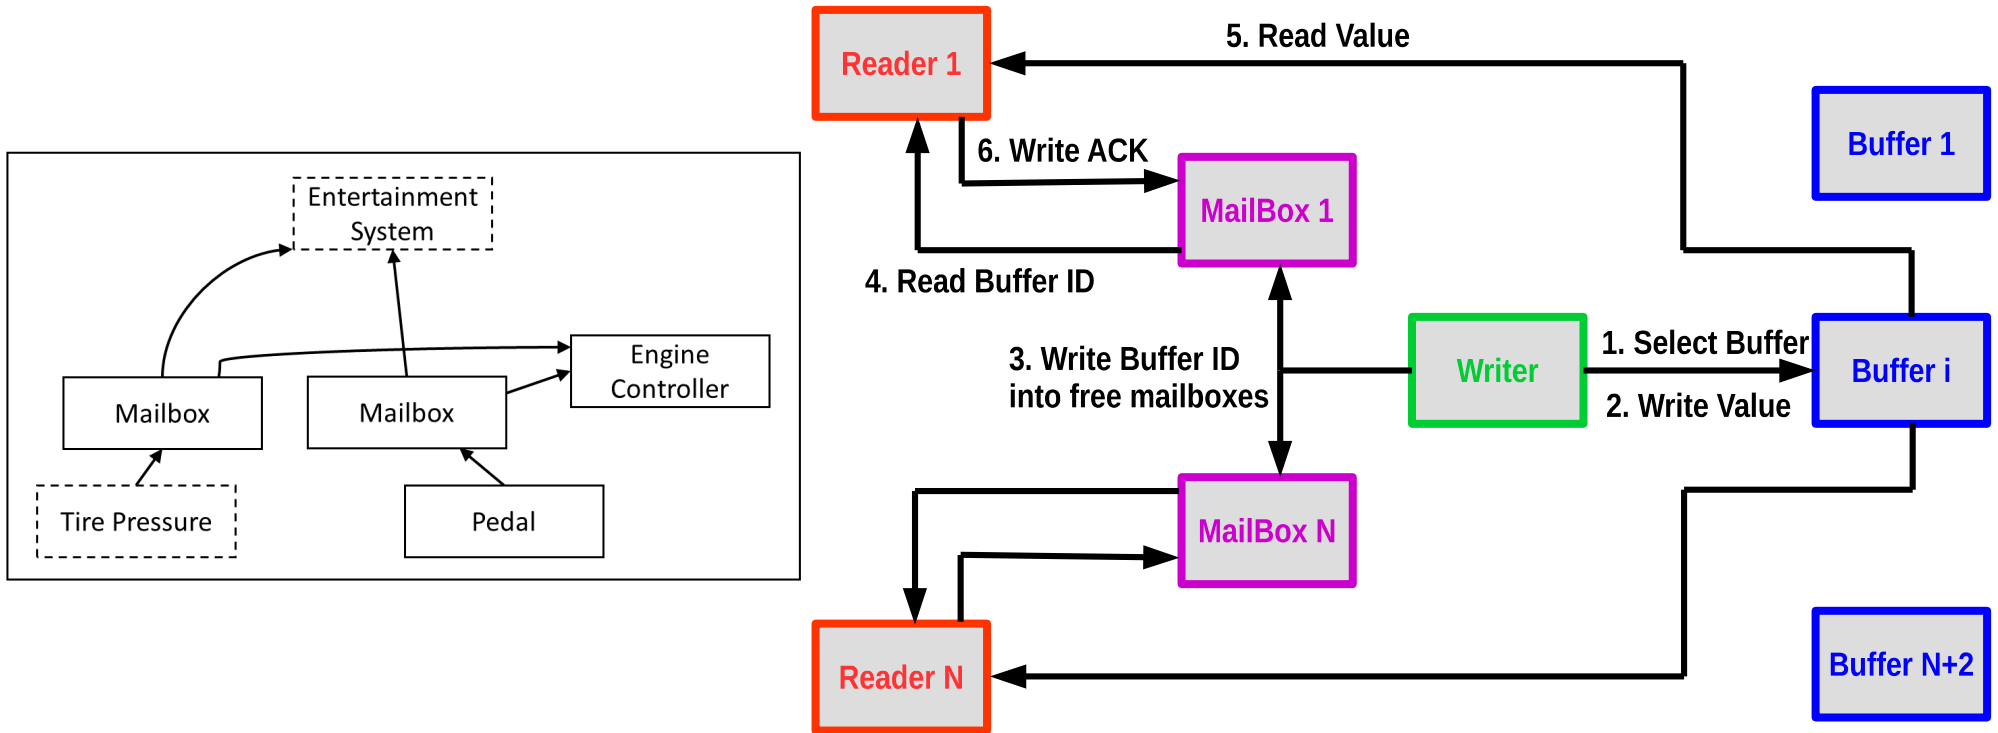 Entertainment
System
Engine
Controller
Mailbox
Mailbox
Tire Pressure
Pedal
Reader 1
5. Read Value
Buffer 1
6. Write ACK
MailBox 1
4. Read Buffer ID
3. Write Buffer ID
into free mailboxes
Writer
1. Select Buffer
2. Write Value
Buffer i
MailBox N
Reader N
Buffer N+2